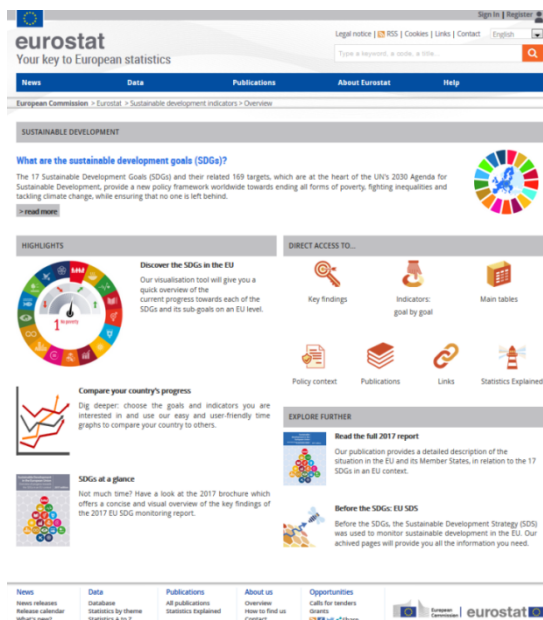 Sign In | Register
eurostat
Your key to European statistics
Legal notice | RSS | Cookies | Links | Contact English
Type a keyword, a code, a title...
News Data Publications About Eurostat Help
European Commission > Eurostat > Sustainable development indicators > Overview
SUSTAINABLE DEVELOPMENT
What are the sustainable development goals (SDGs)?
The 17 Sustainable Development Goals (SDGs) and their related 169 targets, which are at the heart of the UN's 2030 Agenda for
Sustainable Development, provide a new policy framework worldwide towards ending all forms of poverty, fighting inequalities and
tackling climate change, while ensuring that no one is left behind.
> read more
HIGHLIGHTS
Discover the SDGs in the EU
Our visualisation tool will give you a
quick overview of the
current progress towards each of the
SDGs and its sub-goals on an EU level.
1 No poverty
Compare your country's progress
Dig deeper: choose the goals and indicators you are
interested in and use our easy and user-friendly time
graphs to compare your country to others.
SDGs at a glance
Not much time? Have a look at the 2017 brochure which
offers a concise and visual overview of the key findings of
the 2017 EU SDG monitoring report.
DIRECT ACCESS TO...
Key findings
Indicators:
goal by goal
Main tables
Policy context
Publications
Links
Statistics Explained
EXPLORE FURTHER
Read the full 2017 report
Our publication provides a detailed description of the
situation in the EU and its Member States, in relation to the 17
SDGs in an EU context.
Before the SDGs: EU SDS
Before the SDGs, the Sustainable Development Strategy (SDS)
was used to monitor sustainable development in the EU. Our
achived pages will provide you all the information you need.
News
News releases
Release calendar
What's new?
Data
Database
Statistics by theme
Statistics A to Z
Publications
All publications
Statistics Explained
About us
Overview
How to find us
Contact
Opportunities
Calls for tenders
Grants
Share
European
Commission
eurostat